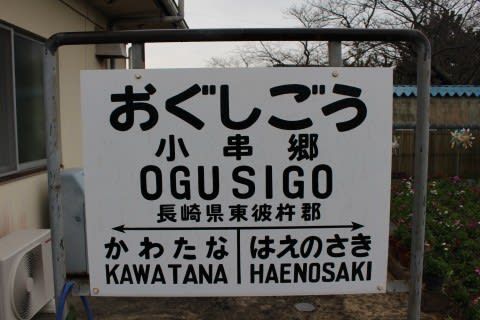 おぐしごう
小串郷
OGUSIGO
長崎県東彼杵郡
かわたな はえのさき
KAWATANA HAENOSAKI